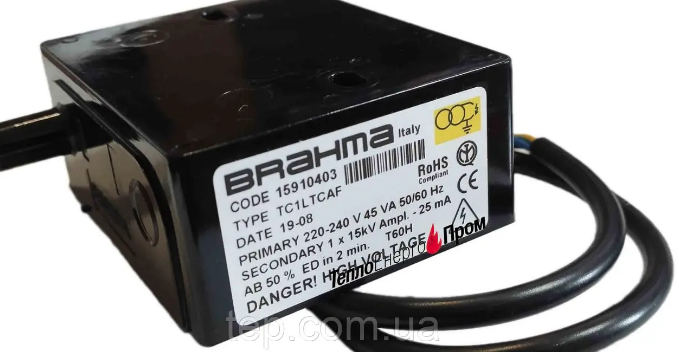 BRAHMA Italy
CODE 15910403
TYPE TC1LTCAF
DATE 19-08
RoHS
Compliant
PRIMARY 220-240 V 45 VA 50/60 Hz
SECONDARY 1 x 15kV Ampl. - 25 mA
AB 50 % ED in 2 min. T60H
DANGER! HIGH VOLTAGE
ТеплоЭнергоПром
tep.com.ua